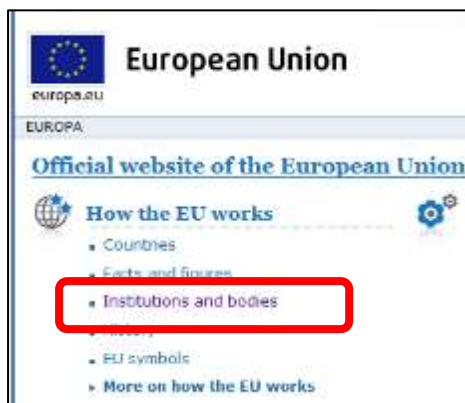 European Union
europa.eu
EUROPA
Official website of the European Union
How the EU works
Countries
Facts and figures
Institutions and bodies
History
EU symbols
More on how the EU works